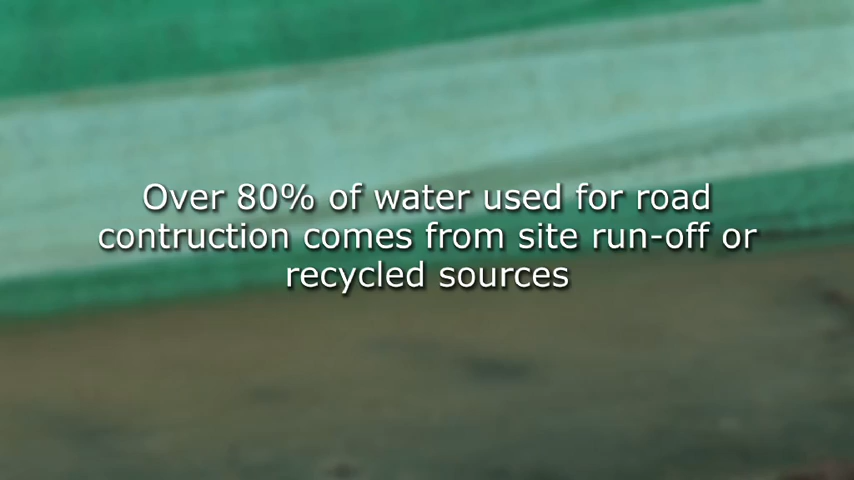 Over 80% of water used for road
contruction comes from site run-off or
recycled sources